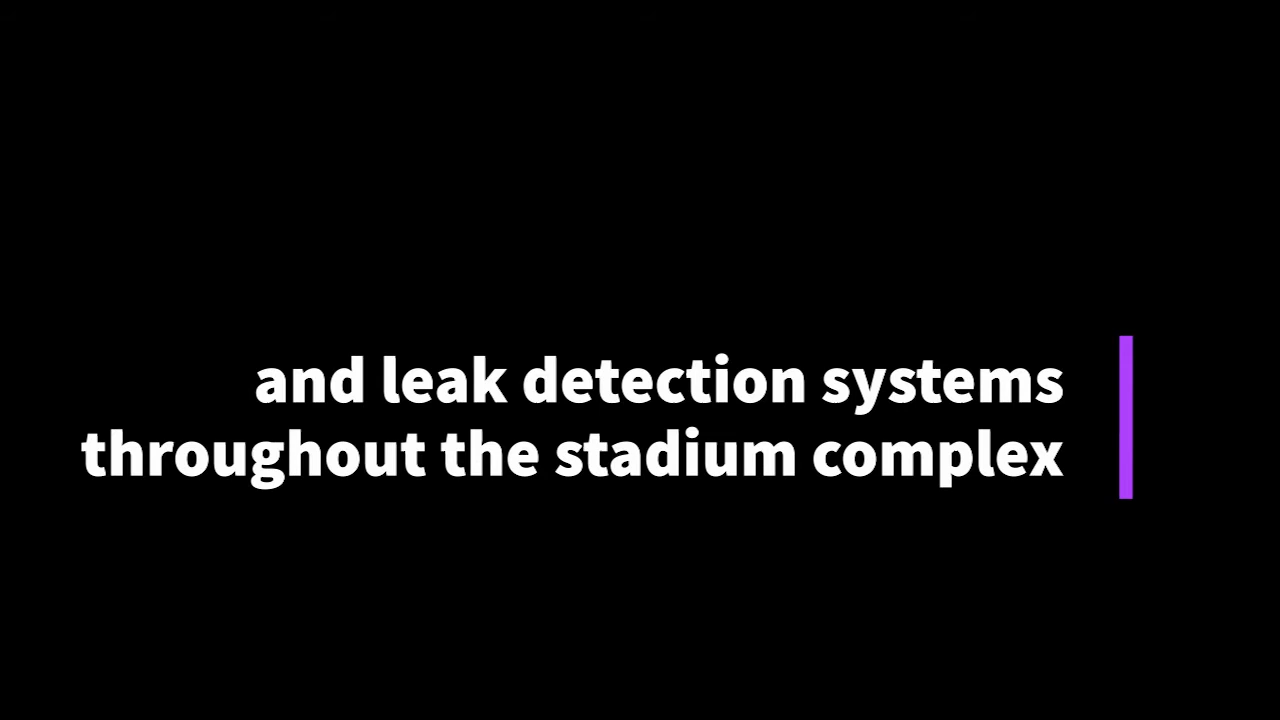 and leak detection systems
throughout the stadium complex